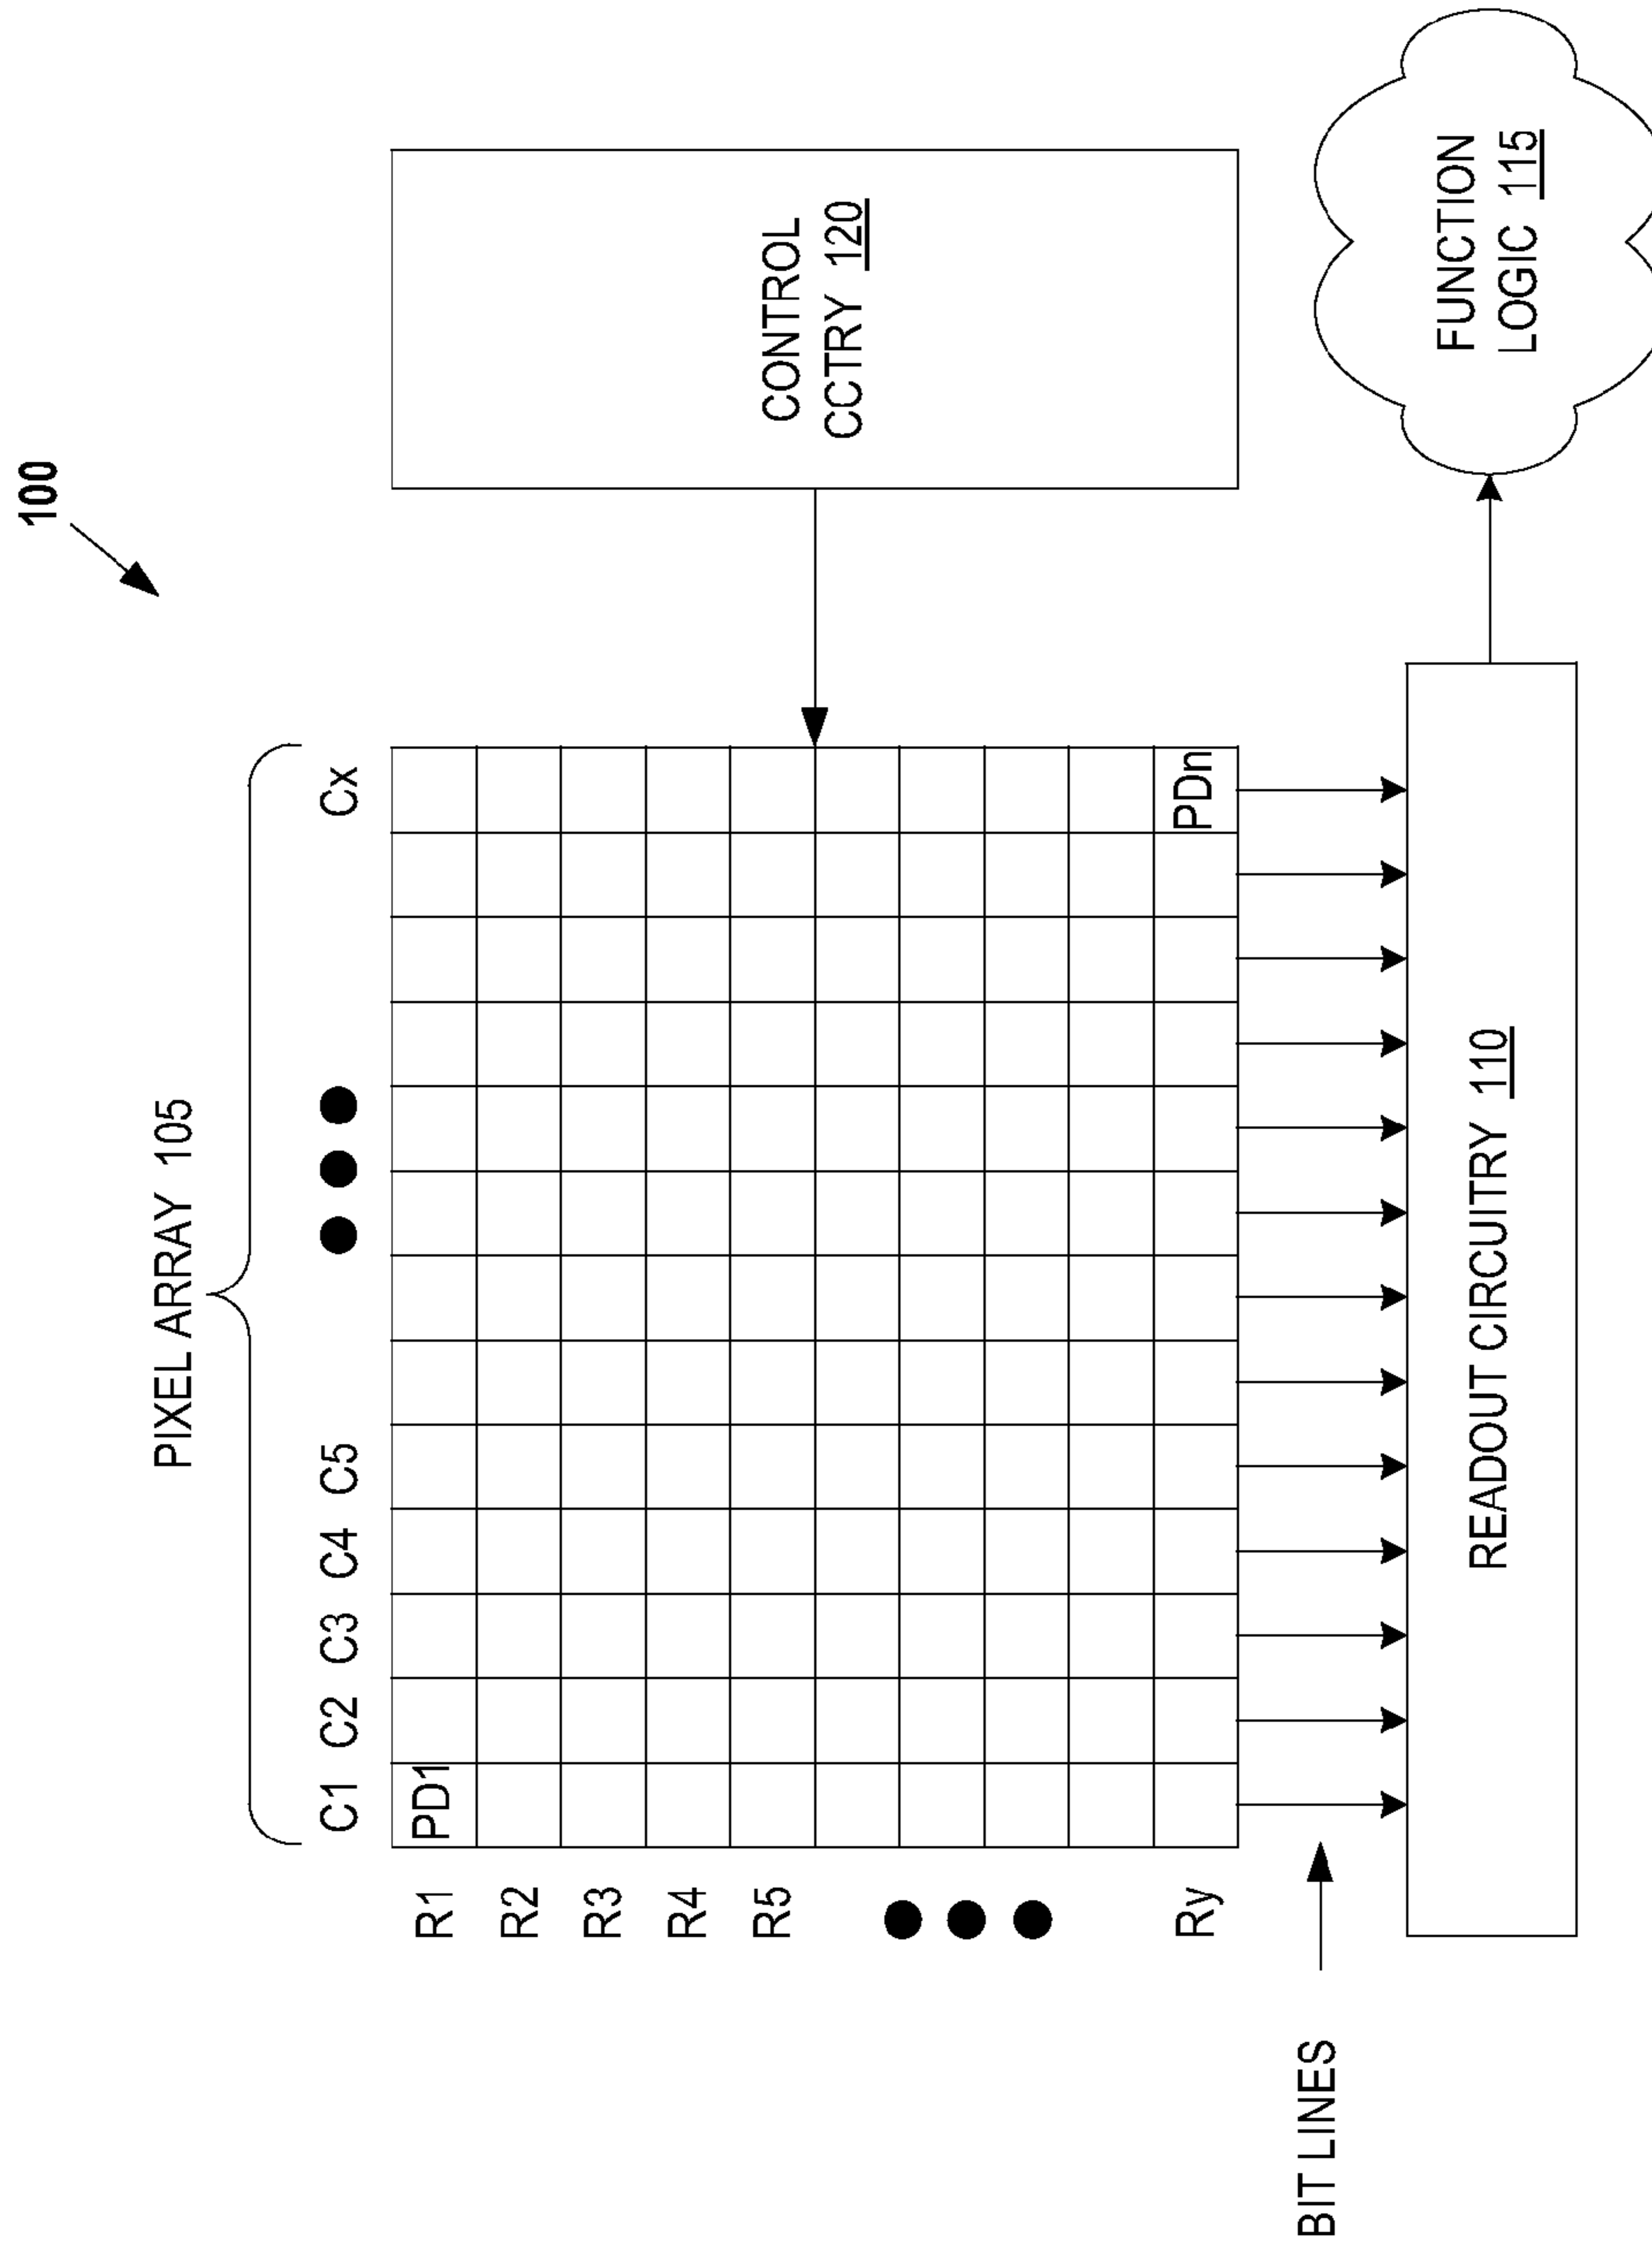 100
PIXEL ARRAY 105
C1 C2 C3 C4 C5
Cx
R1
R2
R3
R4
R5
Ry
PD1
PDn
CONTROL
CCTRY 120
BIT LINES
READOUT CIRCUITRY 110
FUNCTION
LOGIC 115